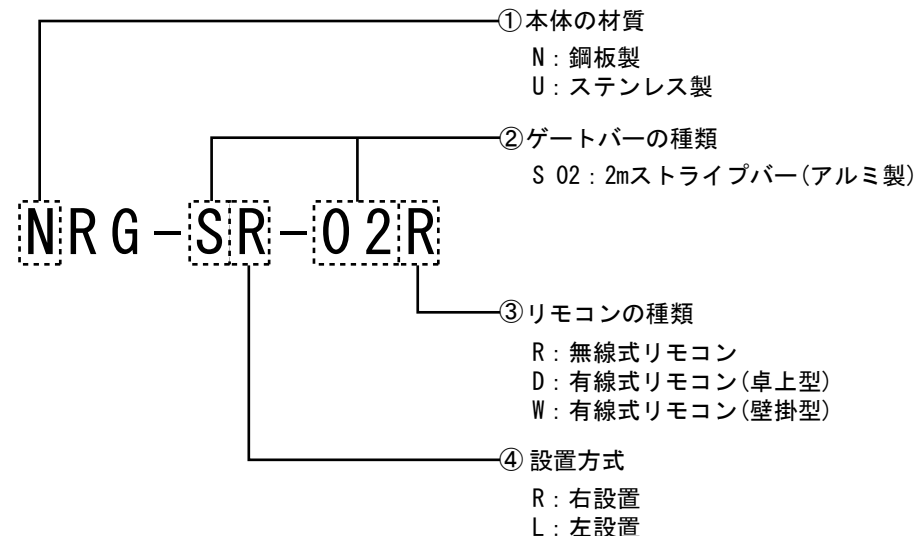 ①本体の材質
N：鋼板製
U：ステンレス製
②ゲートバーの種類
S 02：2mストライプバー(アルミ製)
NRG-SR-02R
③リモコンの種類
R：無線式リモコン
D：有線式リモコン(卓上型)
W：有線式リモコン(壁掛型)
④設置方式
R：右設置
L：左設置